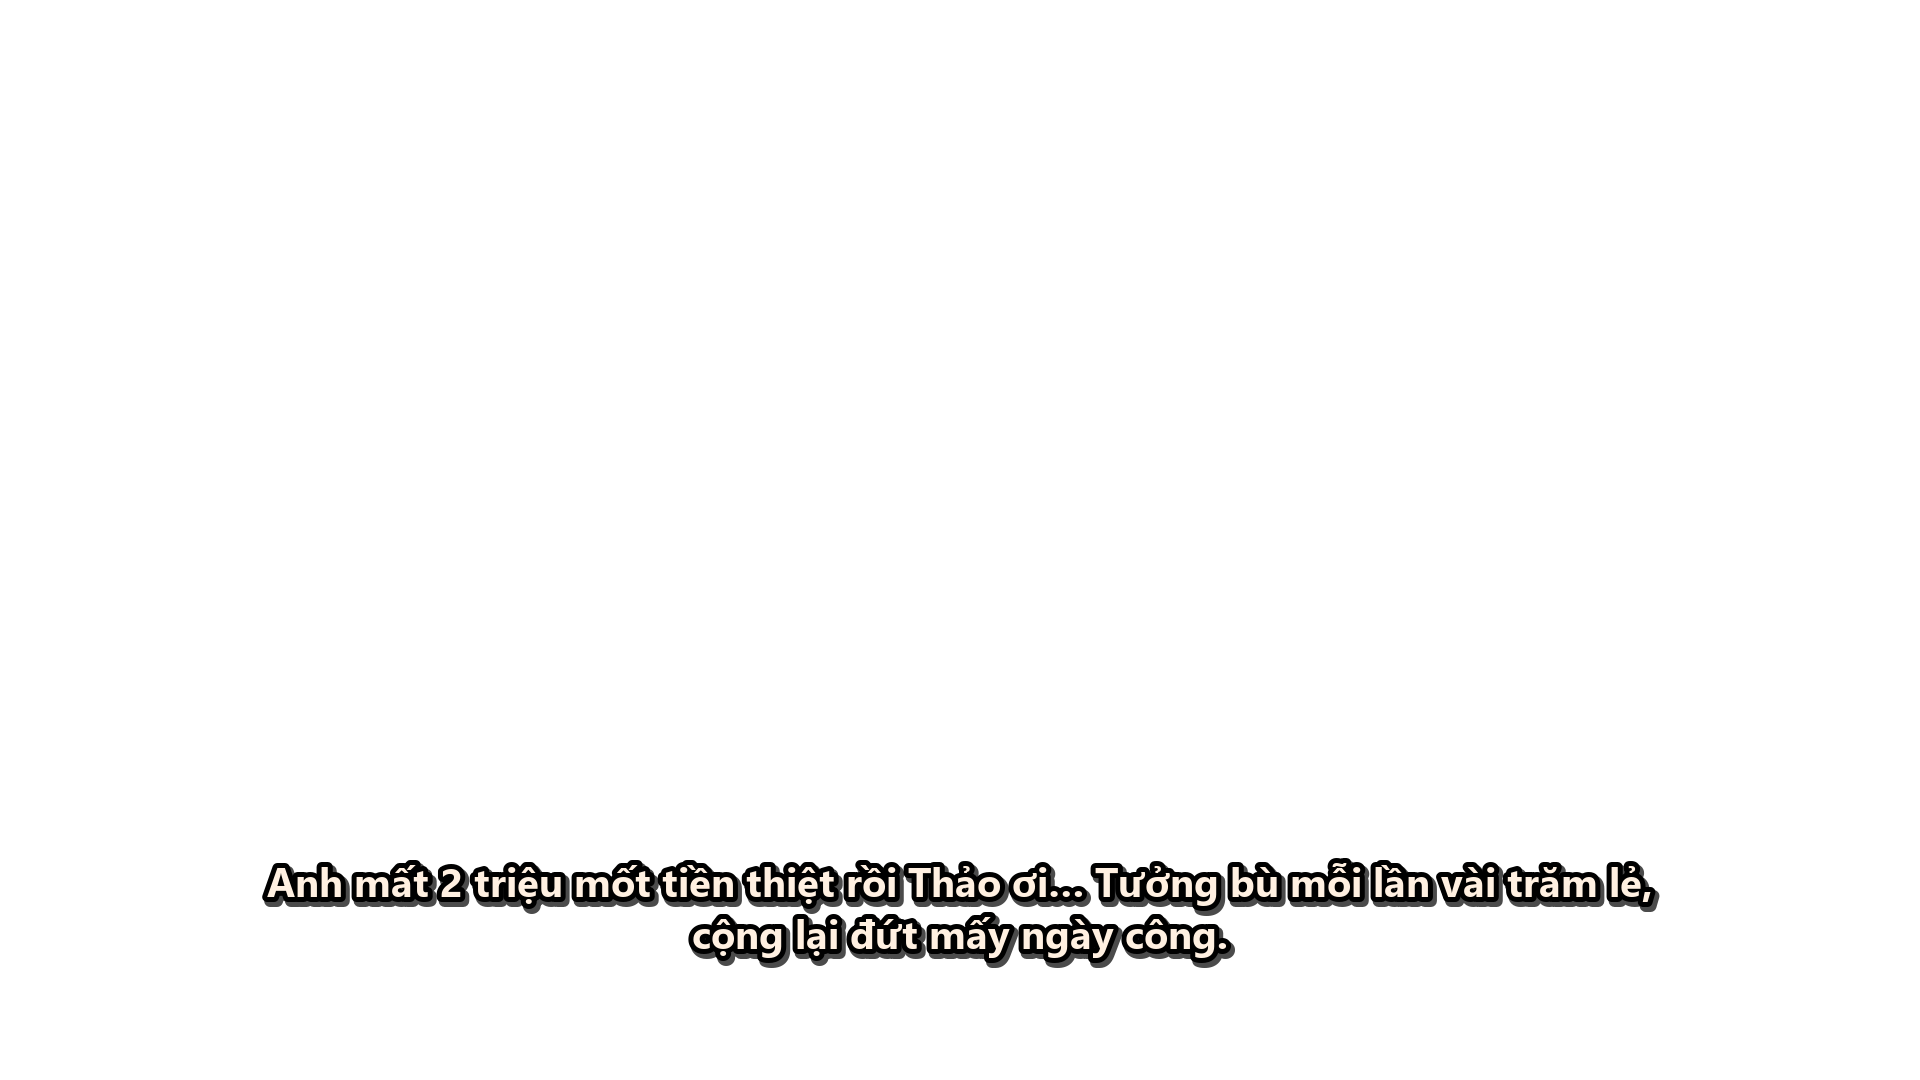 Anh mất 2 triệu mốt tiền thiệt rồi Thảo ơi... Tưởng bù mỗi lần vài trăm lẻ,
cộng lại đứt mấy ngày công.